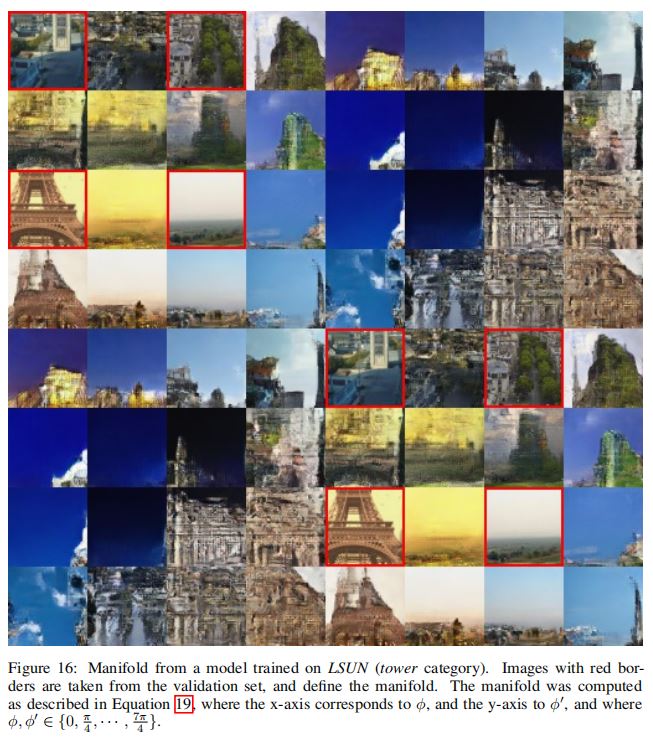 Figure 16: Manifold from a model trained on LSUN (tower category). Images with red bor-
ders are taken from the validation set, and define the manifold. The manifold was computed
as described in Equation 19, where the x-axis corresponds to ϕ, and the y-axis to ϕ′, and where
ϕ, ϕ′ ∈ {0, π/4, ⋯ , 7π/4}.